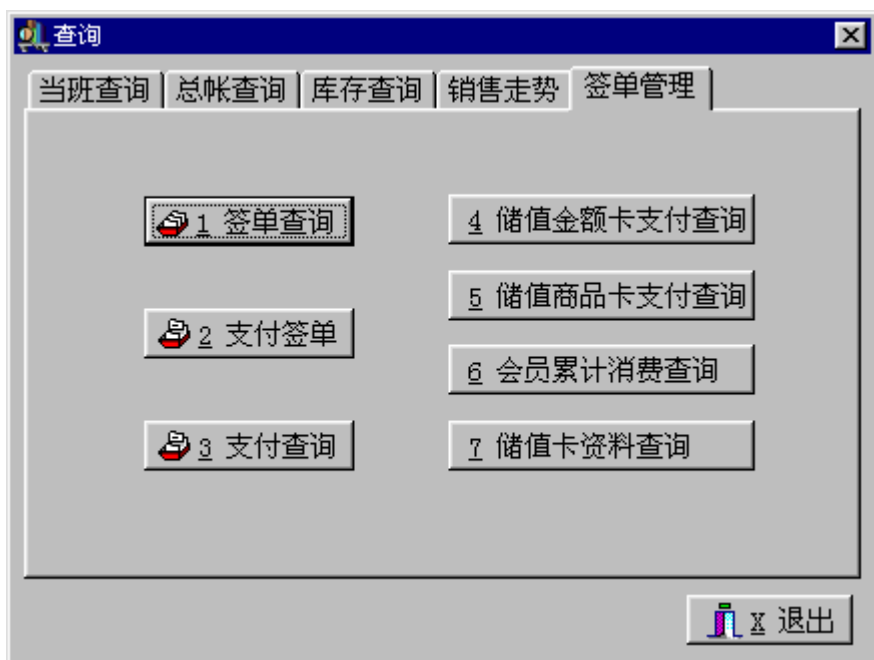 查询
当班查询 总帐查询 库存查询 销售走势 签单管理
1 签单查询
2 支付签单
3 支付查询
4 储值金额卡支付查询
5 储值商品卡支付查询
6 会员累计消费查询
7 储值卡资料查询
X 退出